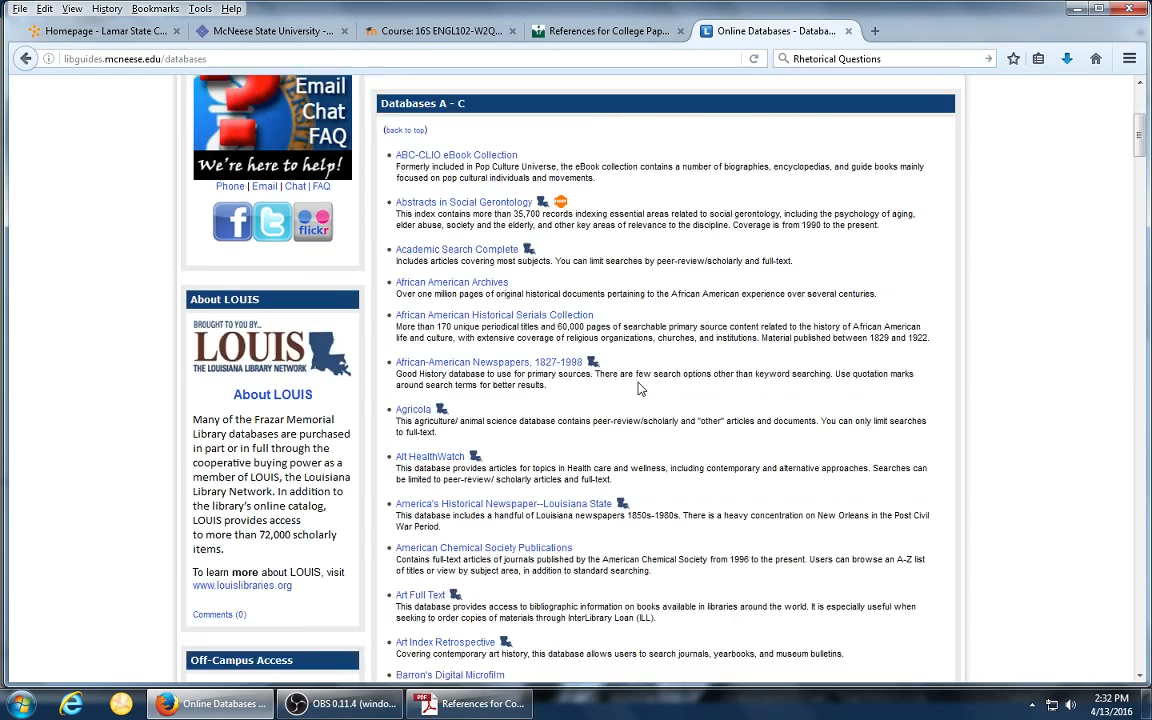 File Edit View History Bookmarks Tools Help
Homepage - Lamar State C...
McNeese State University -...
Course: 16S ENGL102-W2Q...
References for College Pap...
Online Databases - Databa...
libguides.mcneese.edu/databases
Rhetorical Questions
Email
Chat
FAQ
We're here to help!
Phone | Email | Chat | FAQ
flickr
About LOUIS
BROUGHT TO YOU BY...
LOUIS
THE LOUISIANA LIBRARY NETWORK
About LOUIS
Many of the Frazar Memorial
Library databases are purchased
in part or in full through the
cooperative buying power as a
member of LOUIS, the Louisiana
Library Network. In addition to
the library's online catalog,
LOUIS provides access
to more than 72,000 scholarly
items.
To learn more about LOUIS, visit
www.louislibraries.org
Comments (0)
Off-Campus Access
Databases A - C
(back to top)
ABC-CLIO eBook Collection
Formerly included in Pop Culture Universe, the eBook collection contains a number of biographies, encyclopedias, and guide books mainly
focused on pop cultural individuals and movements.
Abstracts in Social Gerontology
This index contains more than 35,700 records indexing essential areas related to social gerontology, including the psychology of aging,
elder abuse, society and the elderly, and other key areas of relevance to the discipline. Coverage is from 1990 to the present.
Academic Search Complete
Includes articles covering most subjects. You can limit searches by peer-review/scholarly and full-text.
African American Archives
Over one million pages of original historical documents pertaining to the African American experience over several centuries.
African American Historical Serials Collection
More than 170 unique periodical titles and 60,000 pages of searchable primary source content related to the history of African American
life and culture, with extensive coverage of religious organizations, churches, and institutions. Material published between 1829 and 1922.
African-American Newspapers, 1827-1998
Good History database to use for primary sources. There are few search options other than keyword searching. Use quotation marks
around search terms for better results.
Agricola
This agriculture/ animal science database contains peer-review/scholarly and "other" articles and documents. You can only limit searches
to full-text.
Alt HealthWatch
This database provides articles for topics in Health care and wellness, including contemporary and alternative approaches. Searches can
be limited to peer-review/ scholarly articles and full-text.
America's Historical Newspaper--Louisiana State
This database includes a handful of Louisiana newspapers 1850s-1980s. There is a heavy concentration on New Orleans in the Post Civil
War Period.
American Chemical Society Publications
Contains full-text articles of journals published by the American Chemical Society from 1996 to the present. Users can browse an A-Z list
of titles or view by subject area, in addition to standard searching.
Art Full Text
This database provides access to bibliographic information on books available in libraries around the world. It is especially useful when
seeking to order copies of materials through InterLibrary Loan (ILL).
Art Index Retrospective
Covering contemporary art history, this database allows users to search journals, yearbooks, and museum bulletins.
Barron's Digital Microfilm
Online Databases ...
OBS 0.11.4 (windo...
References for Co...
2:32 PM
4/13/2016